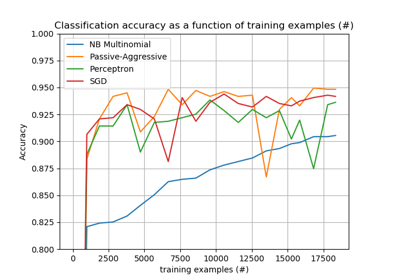 Classification accuracy as a function of training examples (#)
1.000
0.975
0.950
0.925
0.900
0.875
0.850
0.825
0.800
Accuracy
NB Multinomial
Passive-Aggressive
Perceptron
SGD
0 2500 5000 7500 10000 12500 15000 17500
training examples (#)